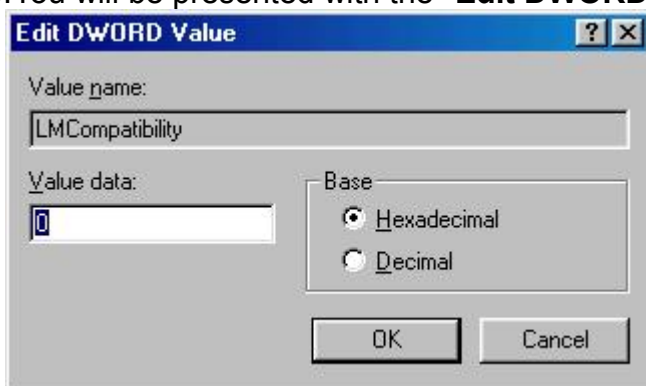 You will be presented with the "Edit DWORD
Edit DWORD Value
Value name:
LMCompatibility
Value data:
0
Base
Hexadecimal
Decimal
OK
Cancel